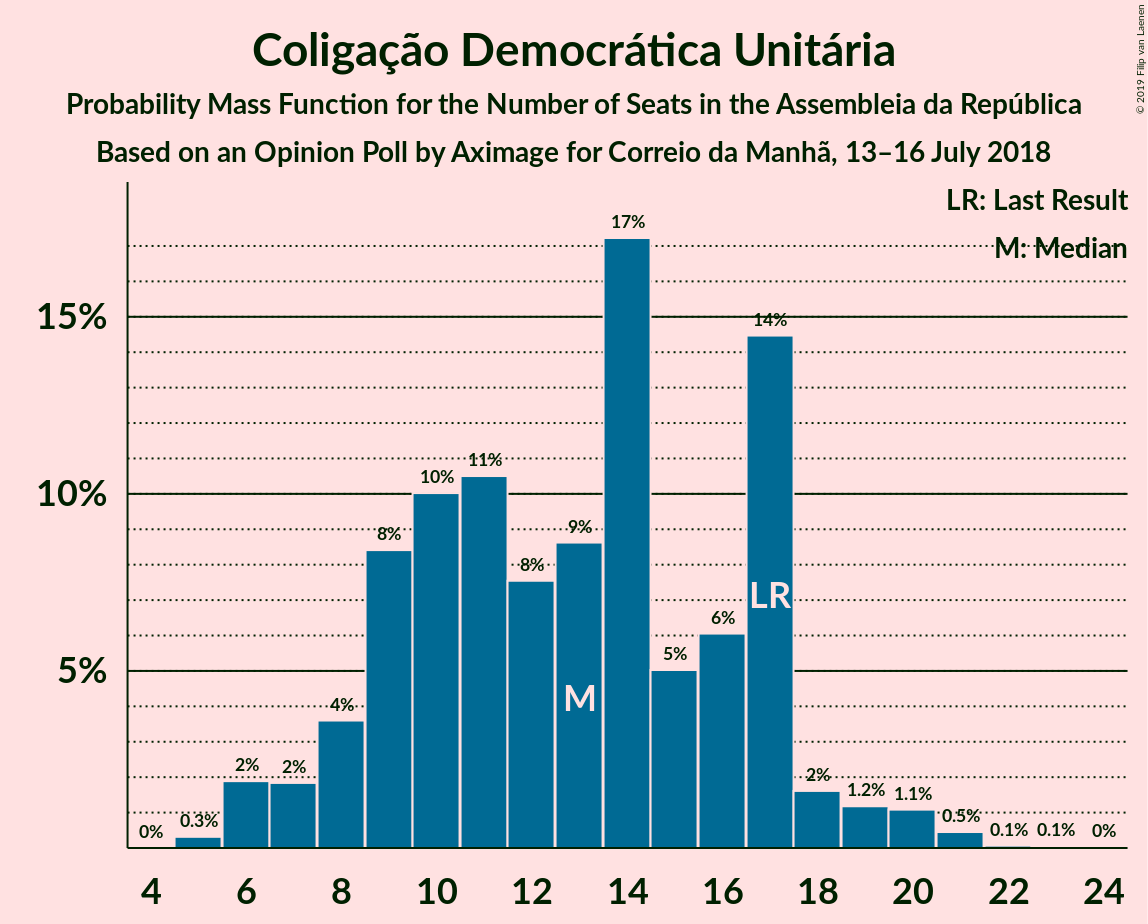 Coligação Democrática Unitária
Probability Mass Function for the Number of Seats in the Assembleia da República
Based on an Opinion Poll by Aximage for Correio da Manhã, 13–16 July 2018
© 2019 Filip van Laenen
LR: Last Result
M: Median
15%
10%
5%
0%
0.3%
2%
2%
4%
8%
10%
11%
8%
9%
17%
5%
6%
14%
2%
1.2%
1.1%
0.5%
0.1%
0.1%
0%
M
LR
4 6 8 10 12 14 16 18 20 22 24